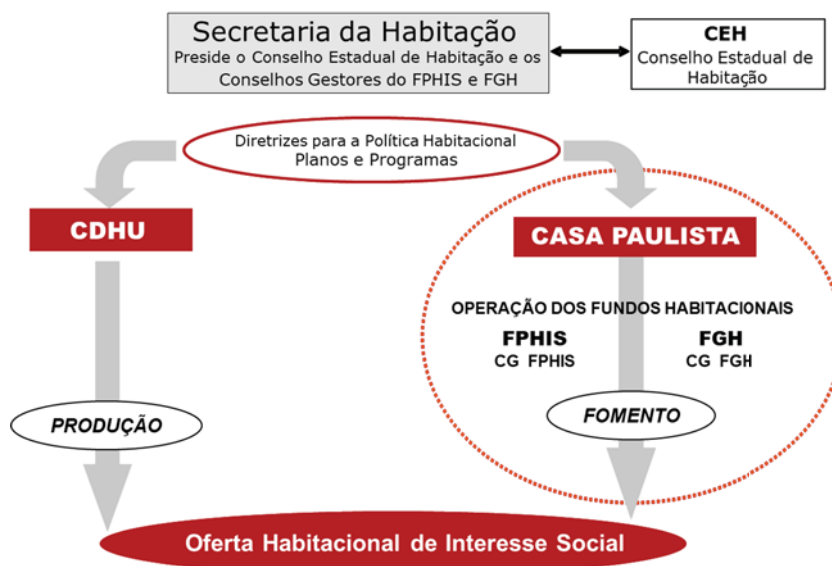 Secretaria da Habitação
Preside o Conselho Estadual de Habitação e os
Conselhos Gestores do FPHIS e FGH
CEH
Conselho Estadual de
Habitação
Diretrizes para a Política Habitacional
Planos e Programas
CDHU
CASA PAULISTA
OPERAÇÃO DOS FUNDOS HABITACIONAIS
FPHIS
CG FPHIS
FGH
CG FGH
PRODUÇÃO
FOMENTO
Oferta Habitacional de Interesse Social